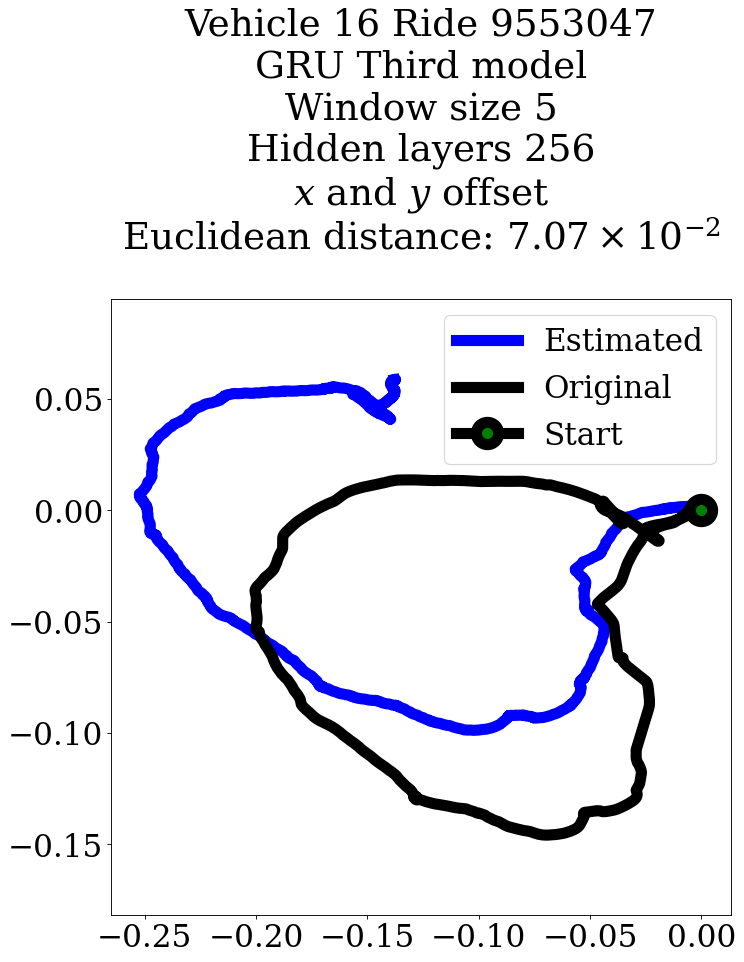 Vehicle 16 Ride 9553047
GRU Third model
Window size 5
Hidden layers 256
x and y offset
Euclidean distance: 7.07 × 10⁻²
Estimated
Original
Start
0.05
0.00
−0.05
−0.10
−0.15
−0.25 −0.20 −0.15 −0.10 −0.05 0.00